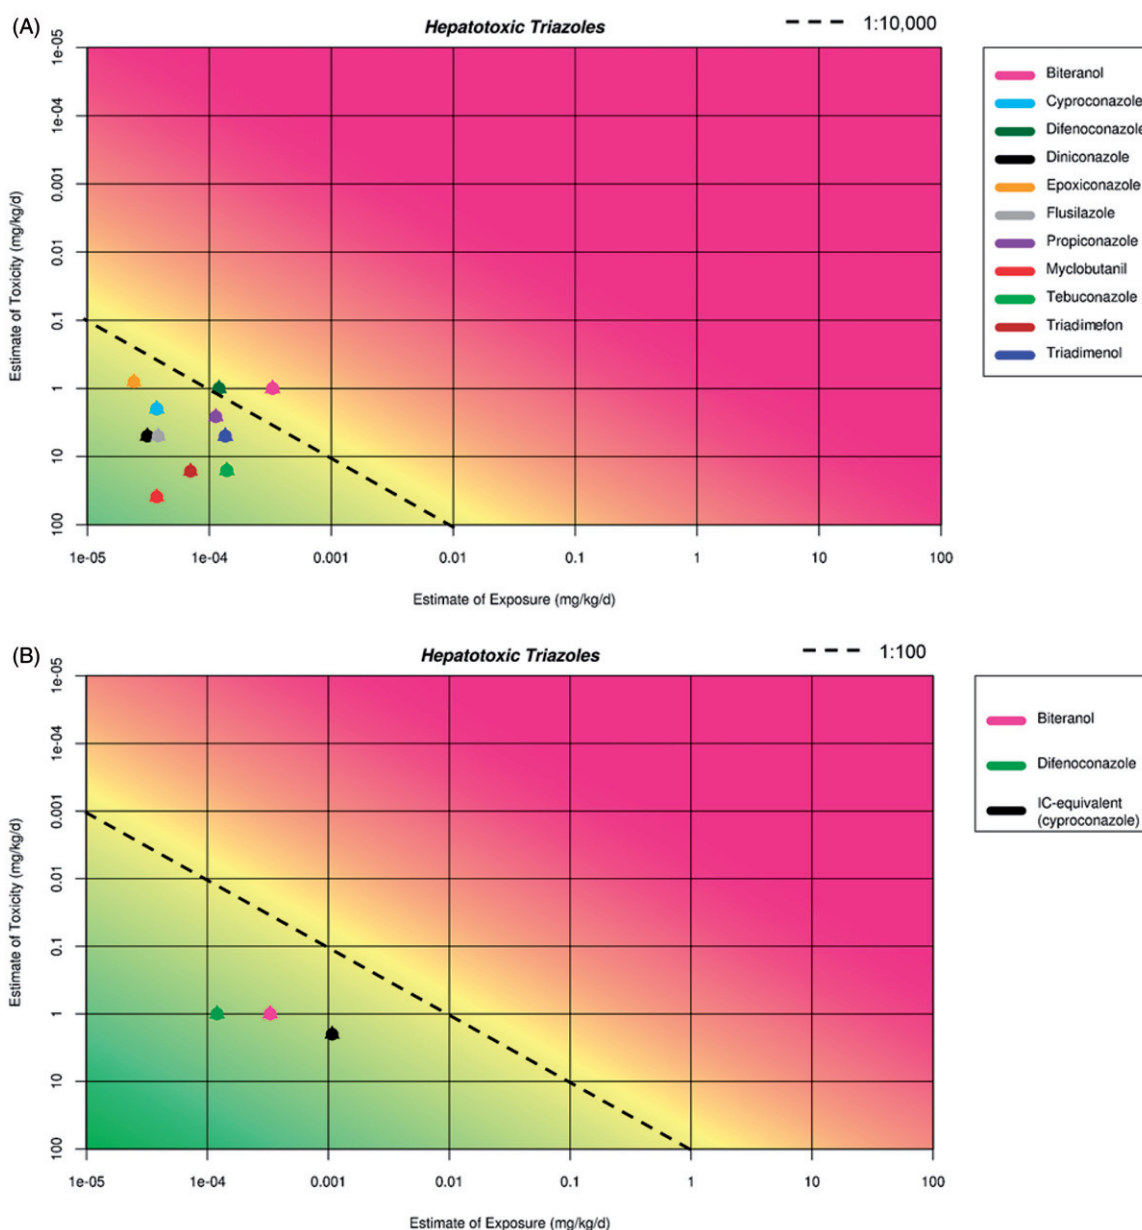 (A)
Hepatotoxic Triazoles
1:10,000
1e-05
1e-04
0.001
0.01
0.1
1
10
100
Estimate of Toxicity (mg/kg/d)
1e-05
1e-04
0.001
0.01
0.1
1
10
100
Estimate of Exposure (mg/kg/d)
Biteranol
Cyproconazole
Difenoconazole
Diniconazole
Epoxiconazole
Flusilazole
Propiconazole
Myclobutanil
Tebuconazole
Triadimefon
Triadimenol
(B)
Hepatotoxic Triazoles
1:100
1e-05
1e-04
0.001
0.01
0.1
1
10
100
Estimate of Toxicity (mg/kg/d)
1e-05
1e-04
0.001
0.01
0.1
1
10
100
Estimate of Exposure (mg/kg/d)
Biteranol
Difenoconazole
IC-equivalent
(cyproconazole)